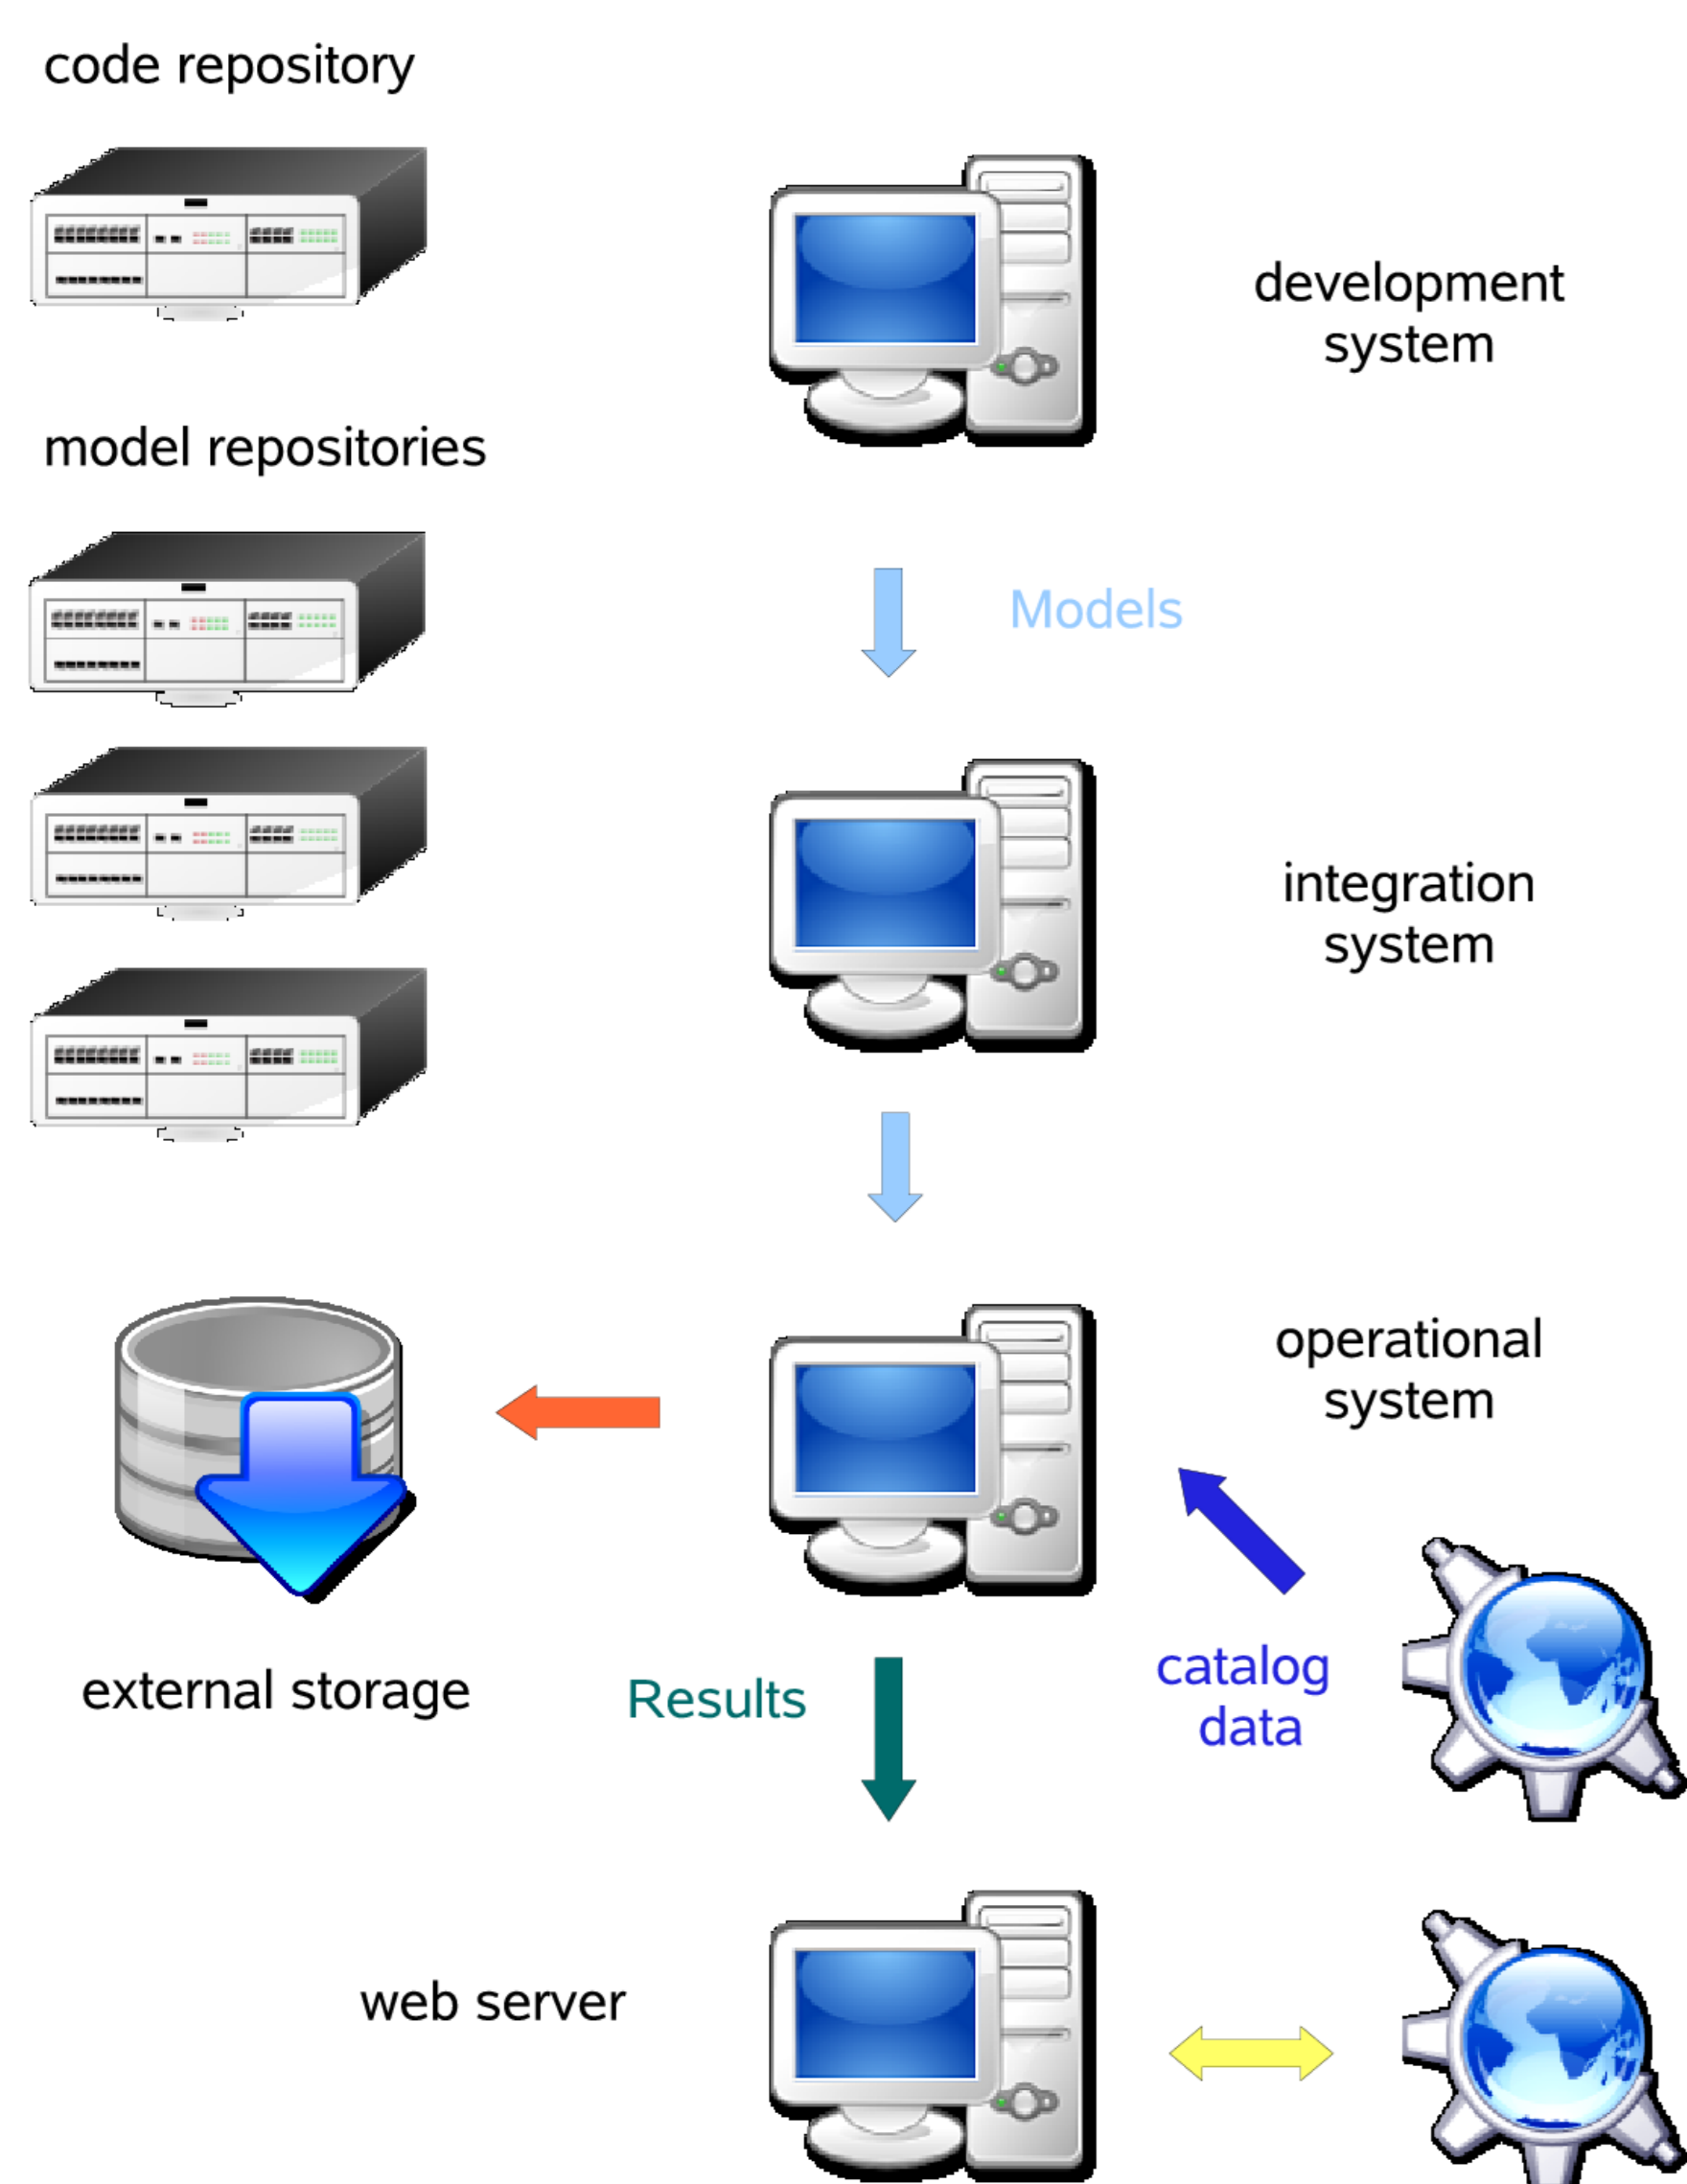 code repository
development
system
model repositories
Models
integration
system
operational
system
external storage
Results
catalog
data
web server